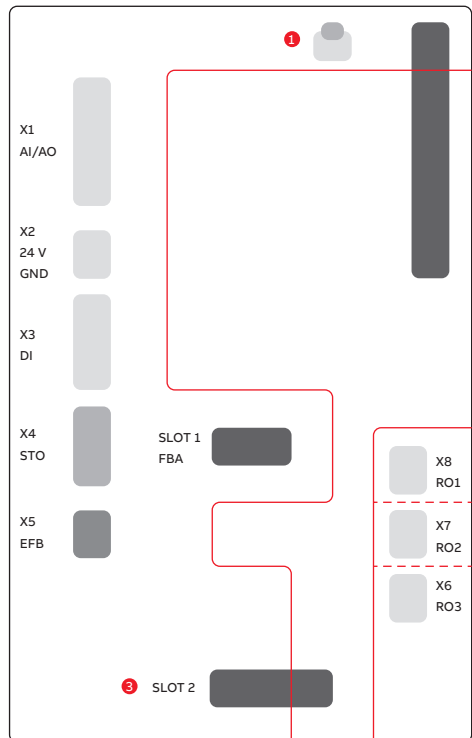 1
X1
AI/AO
X2
24 V
GND
X3
DI
X4
STO
SLOT 1
FBA
X8
RO1
X5
EFB
X7
RO2
X6
RO3
3 SLOT 2